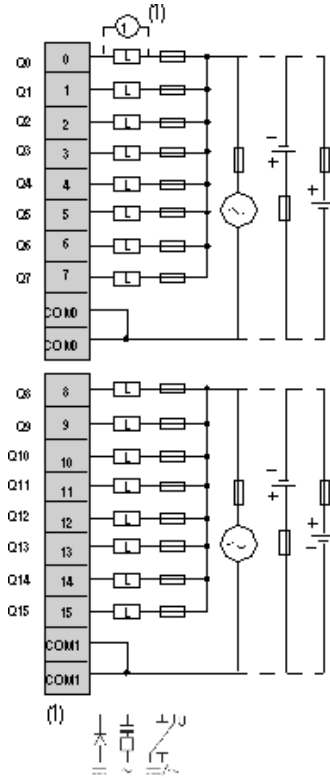 (1)
1
Q0 0 L
Q1 1 L
Q2 2 L
Q3 3 L
Q4 4 L
Q5 5 L
Q6 6 L
Q7 7 L
COM0
COM0
− + − +
~
Q8 8 L
Q9 9 L
Q10 10 L
Q11 11 L
Q12 12 L
Q13 13 L
Q14 14 L
Q15 15 L
COM1
COM1
− + + −
~
(1)
U
~